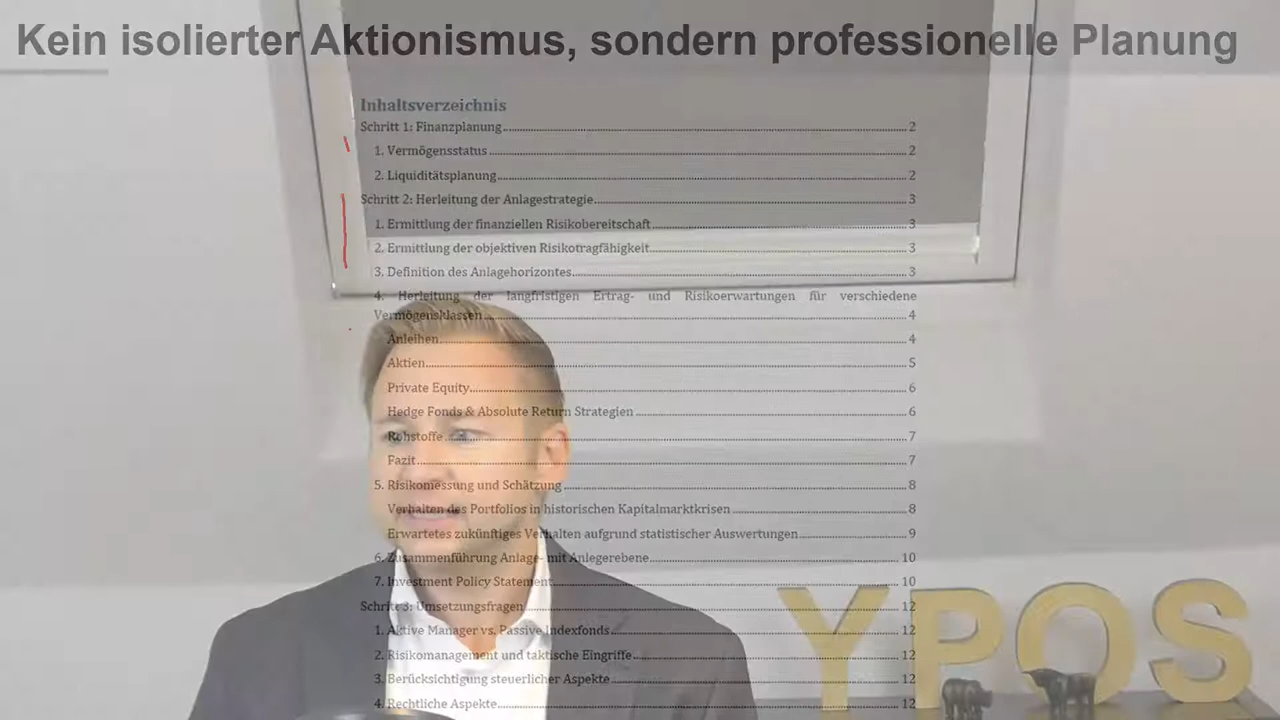 Kein isolierter Aktionismus, sondern professionelle Planung
Inhaltsverzeichnis
Schritt 1: Finanzplanung 2
1. Vermögensstatus 2
2. Liquiditätsplanung 2
Schritt 2: Herleitung der Anlagestrategie 3
1. Ermittlung der finanziellen Risikobereitschaft 3
2. Ermittlung der objektiven Risikotragfähigkeit 3
3. Definition des Anlagehorizontes 3
4. Herleitung der langfristigen Ertrag- und Risikoerwartungen für verschiedene
Vermögensklassen 4
Anleihen 4
Aktien 5
Private Equity 6
Hedge Fonds & Absolute Return Strategien 6
Rohstoffe 7
Fazit 7
5. Risikomessung und Schätzung 8
Verhalten des Portfolios in historischen Kapitalmarktkrisen 8
Erwartetes zukünftiges Verhalten aufgrund statistischer Auswertungen 9
6. Zusammenführung Anlage- mit Anlegerebene 10
7. Investment Policy Statement 10
Schritt 3: Umsetzungsfragen 12
1. Aktive Manager vs. Passive Indexfonds 12
2. Risikomanagement und taktische Eingriffe 12
3. Berücksichtigung steuerlicher Aspekte 12
4. Rechtliche Aspekte 12
YPOS